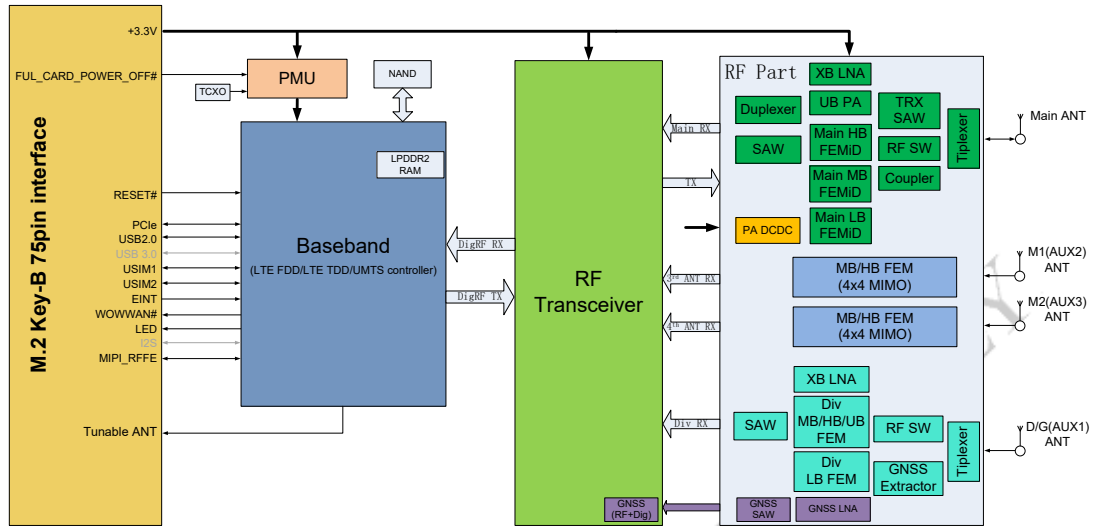 M.2 Key-B 75pin interface
+3.3V
FUL_CARD_POWER_OFF#
RESET#
PCIe
USB2.0
USB 3.0
USIM1
USIM2
EINT
WOWWAN#
LED
I2S
MIPI_RFFE
Tunable ANT
PMU
TCXO
NAND
LPDDR2
RAM
Baseband
(LTE FDD/LTE TDD/UMTS controller)
DigRF RX
DigRF TX
RF
Transceiver
GNSS
(RF+Dig)
Main RX
TX
3rd ANT RX
4th ANT RX
Div RX
RF Part
XB LNA
Duplexer
UB PA
TRX
SAW
SAW
Main HB
FEMiD
RF SW
Main MB
FEMiD
Coupler
PA DCDC
Main LB
FEMiD
Tiplexer
MB/HB FEM
(4x4 MIMO)
MB/HB FEM
(4x4 MIMO)
XB LNA
SAW
Div
MB/HB/UB
FEM
RF SW
Div
LB FEM
GNSS
Extractor
Tiplexer
GNSS
SAW
GNSS LNA
Main ANT
M1(AUX2)
ANT
M2(AUX3)
ANT
D/G(AUX1)
ANT